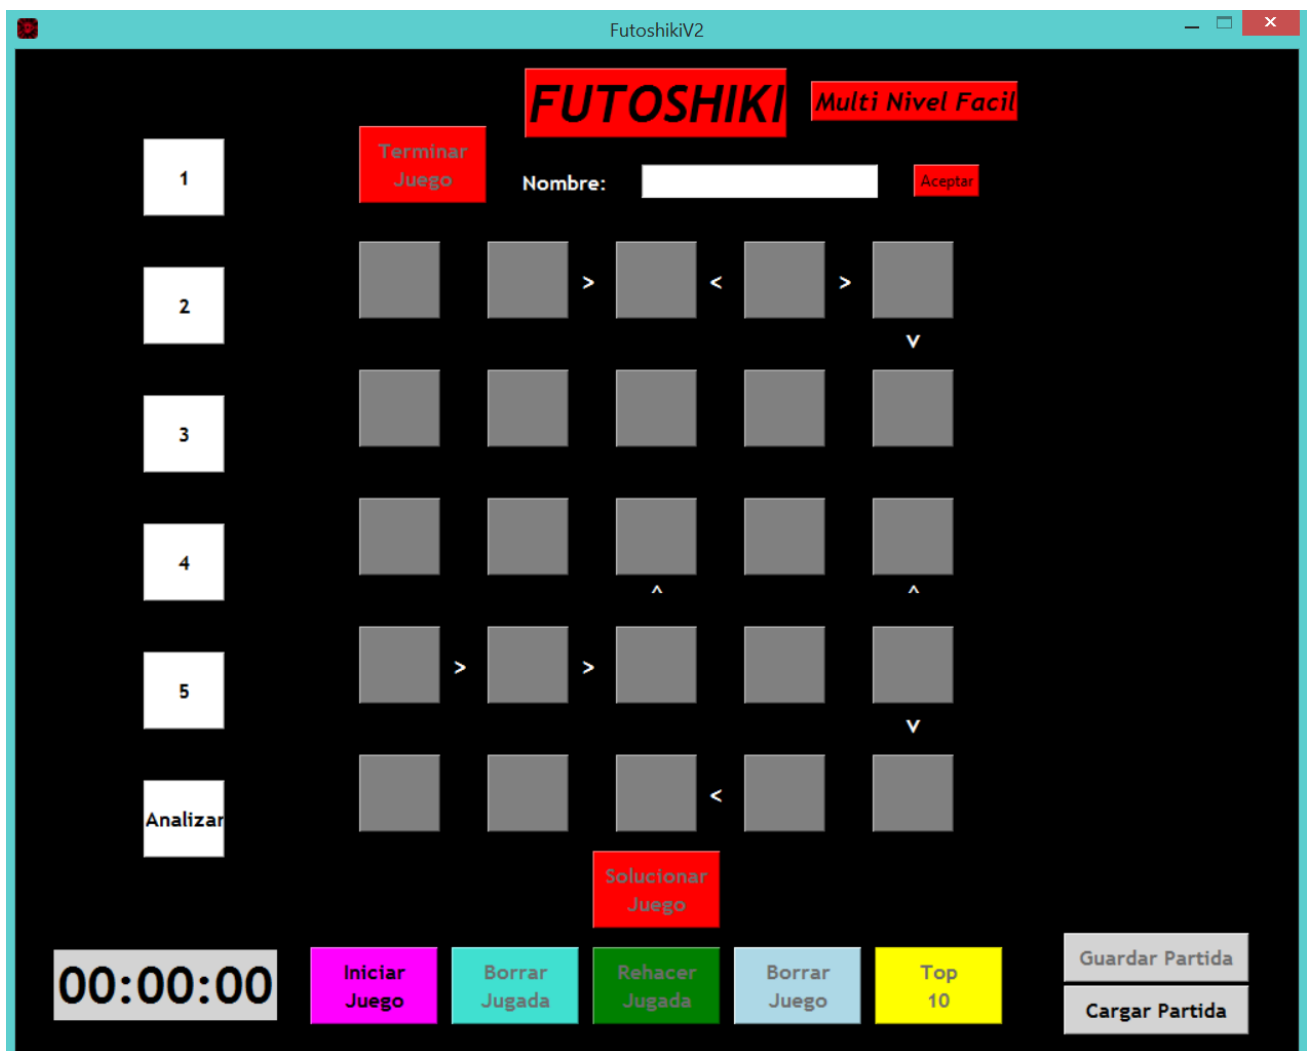 FutoshikiV2
FUTOSHIKI
Multi Nivel Facil
Terminar
Juego
Nombre:
Aceptar
1
2
3
4
5
Analizar
> < >
v
^ ^
> >
v
<
Solucionar
Juego
00:00:00
Iniciar
Juego
Borrar
Jugada
Rehacer
Jugada
Borrar
Juego
Top
10
Guardar Partida
Cargar Partida